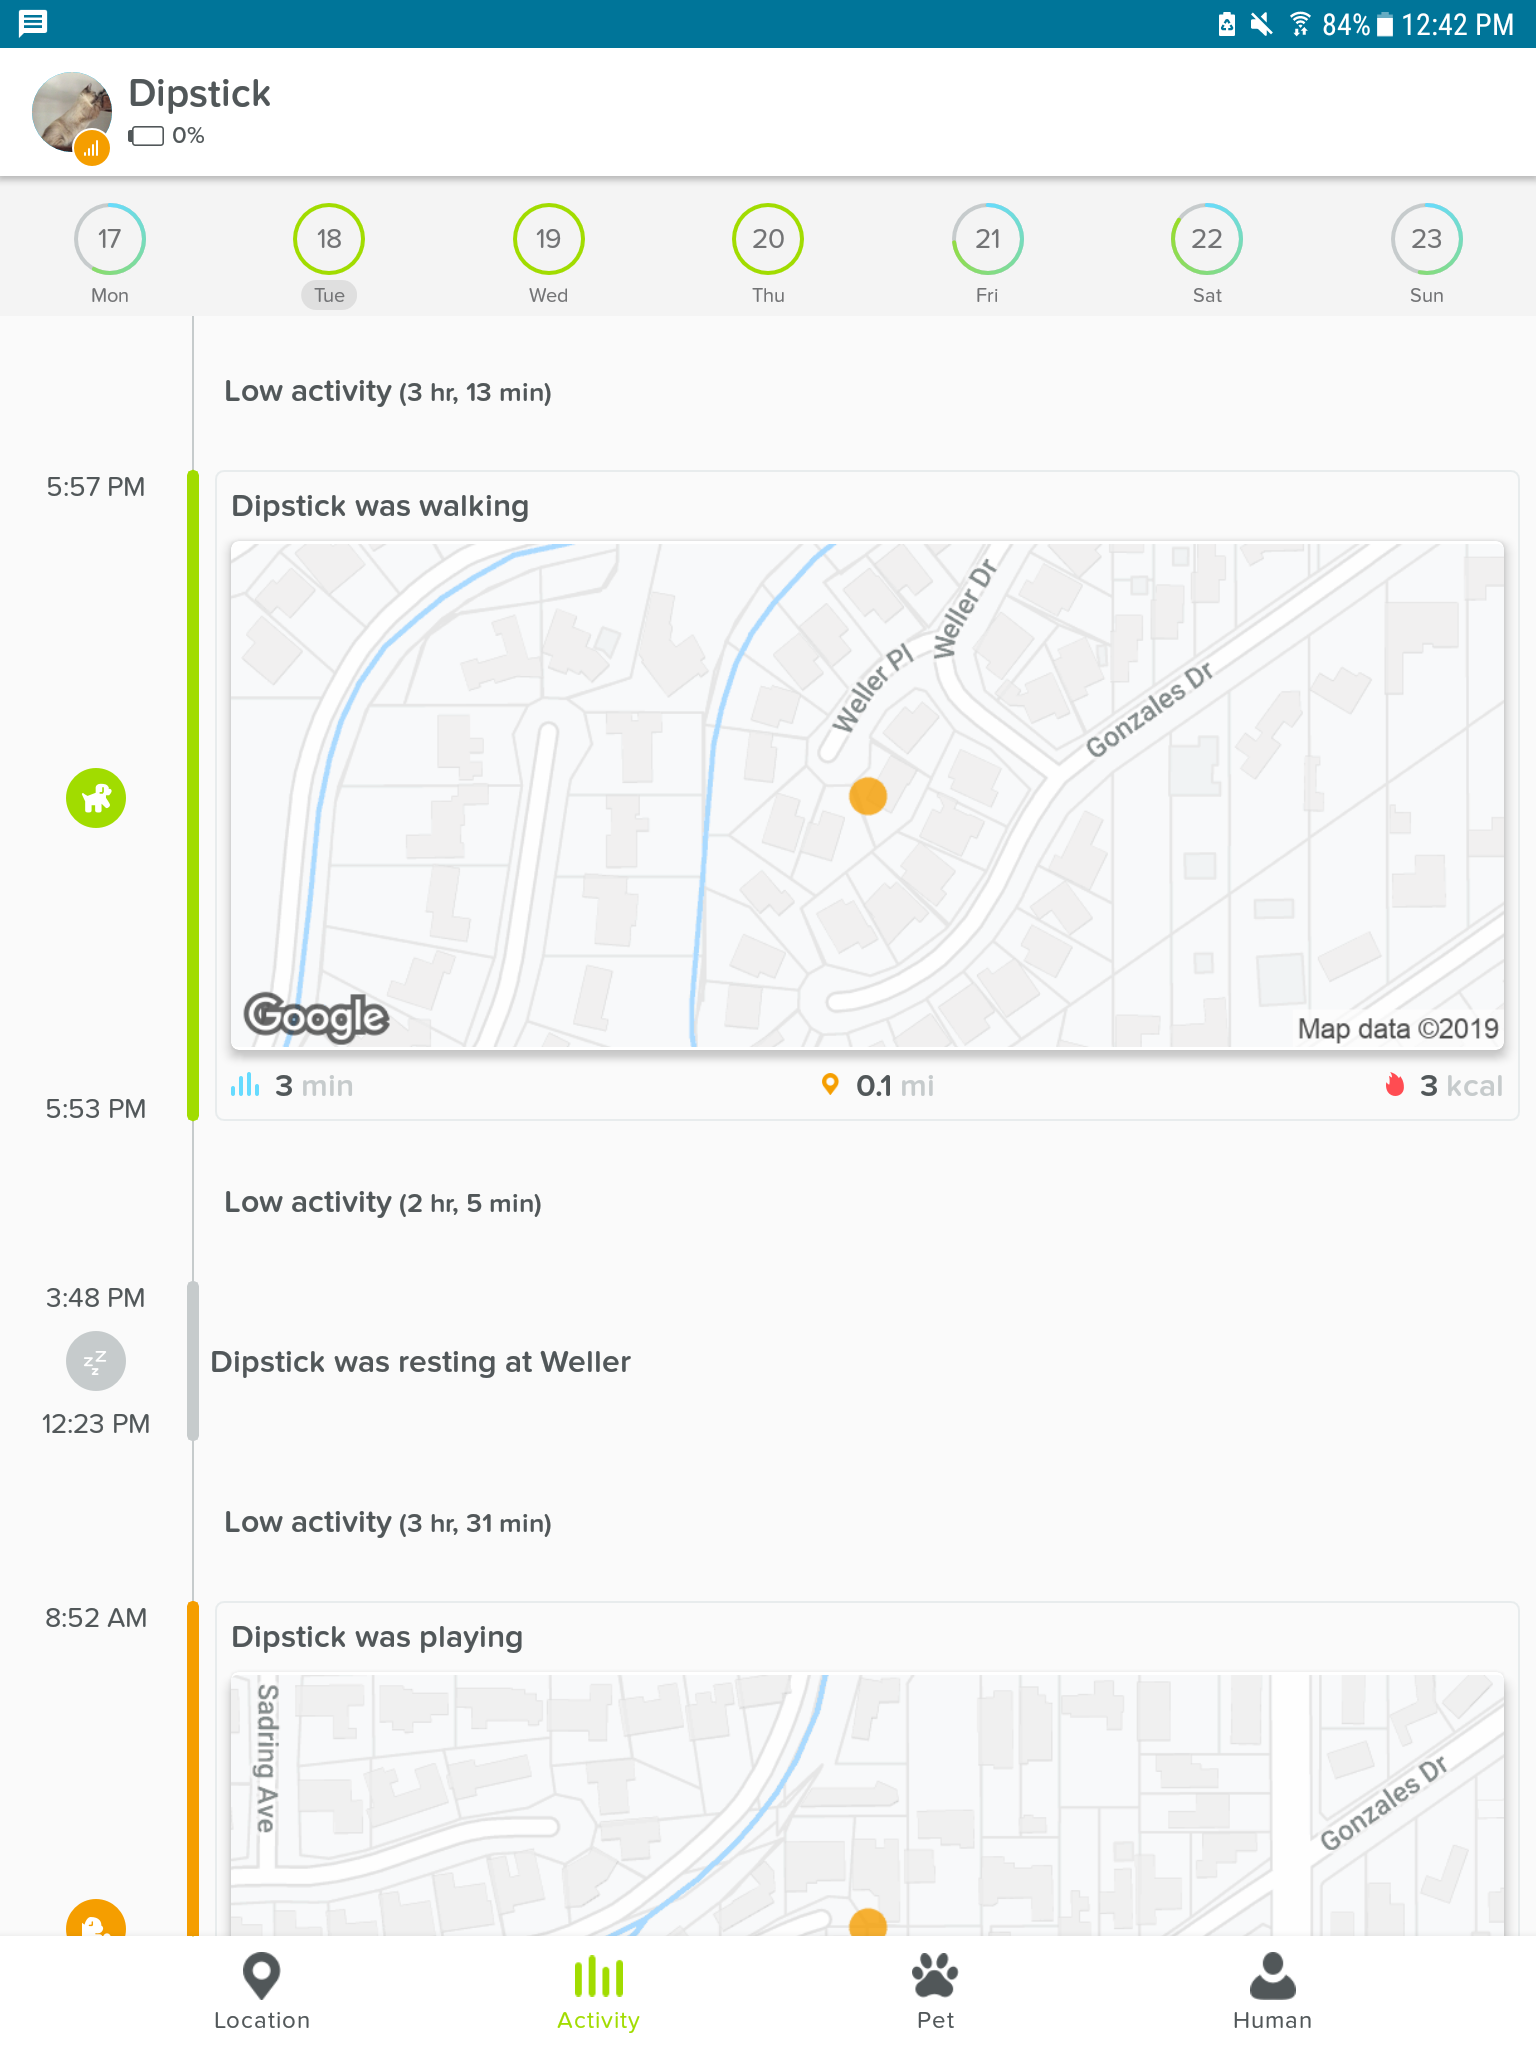 84% 12:42 PM
Dipstick
0%
17 18 19 20 21 22 23
Mon Tue Wed Thu Fri Sat Sun
Low activity (3 hr, 13 min)
5:57 PM
Dipstick was walking
Weller Dr
Weller Pl
Gonzales Dr
Google
Map data ©2019
3 min 0.1 mi 3 kcal
5:53 PM
Low activity (2 hr, 5 min)
3:48 PM
zzz
Dipstick was resting at Weller
12:23 PM
Low activity (3 hr, 31 min)
8:52 AM
Dipstick was playing
Sadring Ave
Gonzales Dr
Location Activity Pet Human